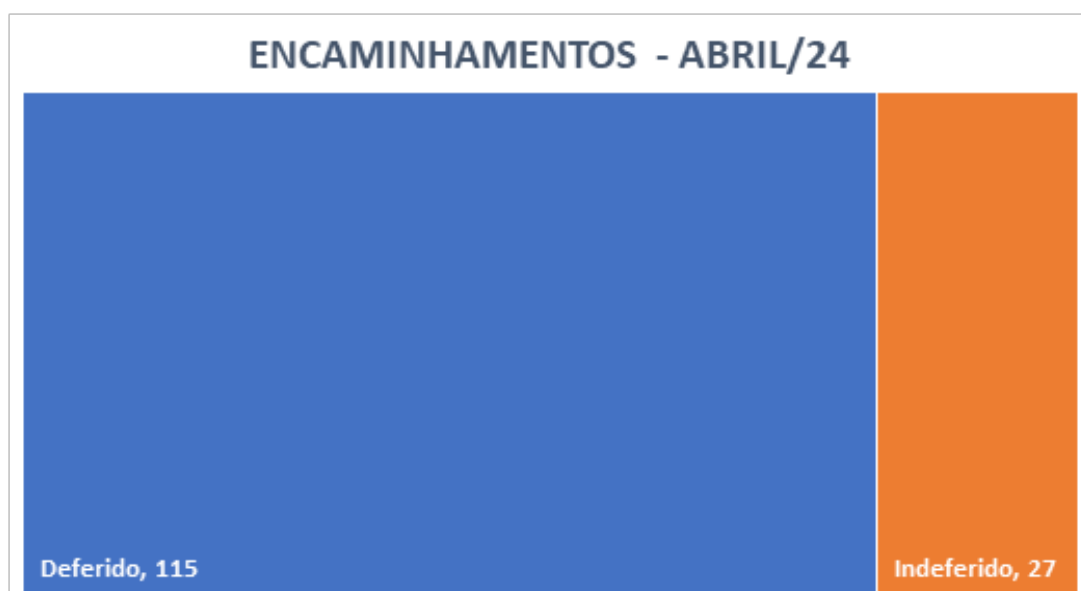 ENCAMINHAMENTOS - ABRIL/24
Deferido, 115
Indeferido, 27